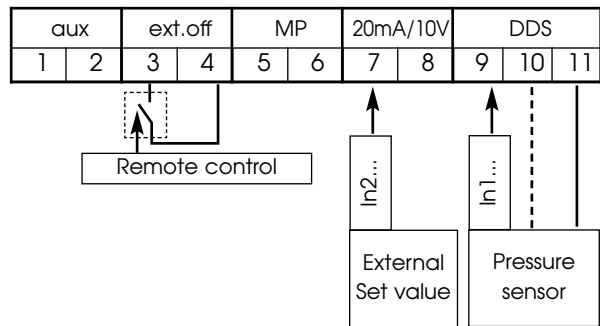 aux ext.off MP 20mA/10V DDS
1 2 3 4 5 6 7 8 9 10 11
Remote control
In2...
In1...
External
Set value
Pressure
sensor